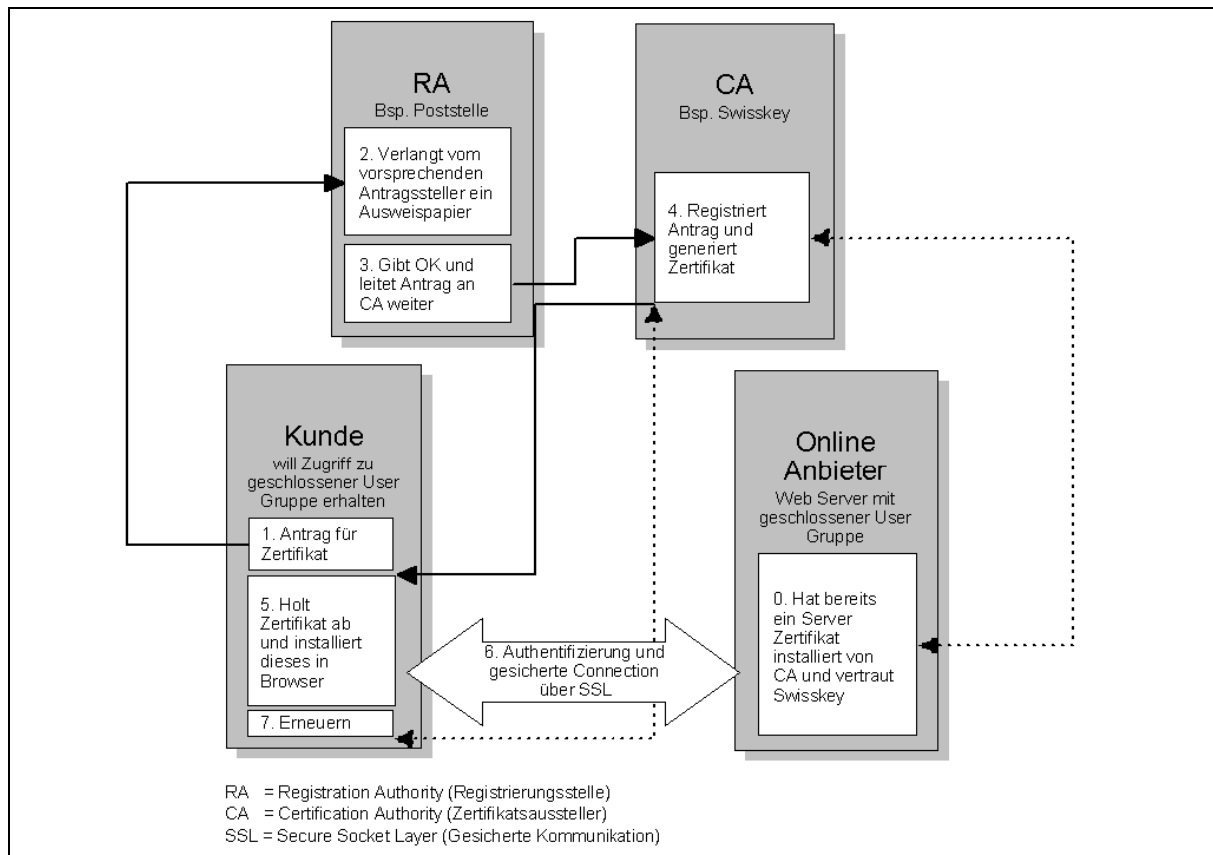 RA
Bsp. Poststelle
2. Verlangt vom
vorsprechenden
Antragssteller ein
Ausweispapier
3. Gibt OK und
leitet Antrag an
CA weiter
CA
Bsp. Swisskey
4. Registriert
Antrag und
generiert
Zertifikat
Kunde
will Zugriff zu
geschlossener User
Gruppe erhalten
1. Antrag für
Zertifikat
5. Holt
Zertifikat ab
und installiert
dieses in
Browser
7. Erneuern
6. Authentifizierung und
gesicherte Connection
über SSL
Online
Anbieter
Web Server mit
geschlossener User
Gruppe
0. Hat bereits
ein Server
Zertifikat
installiert von
CA und vertraut
Swisskey
RA = Registration Authority (Registrierungsstelle)
CA = Certification Authority (Zertifikatsaussteller)
SSL = Secure Socket Layer (Gesicherte Kommunikation)